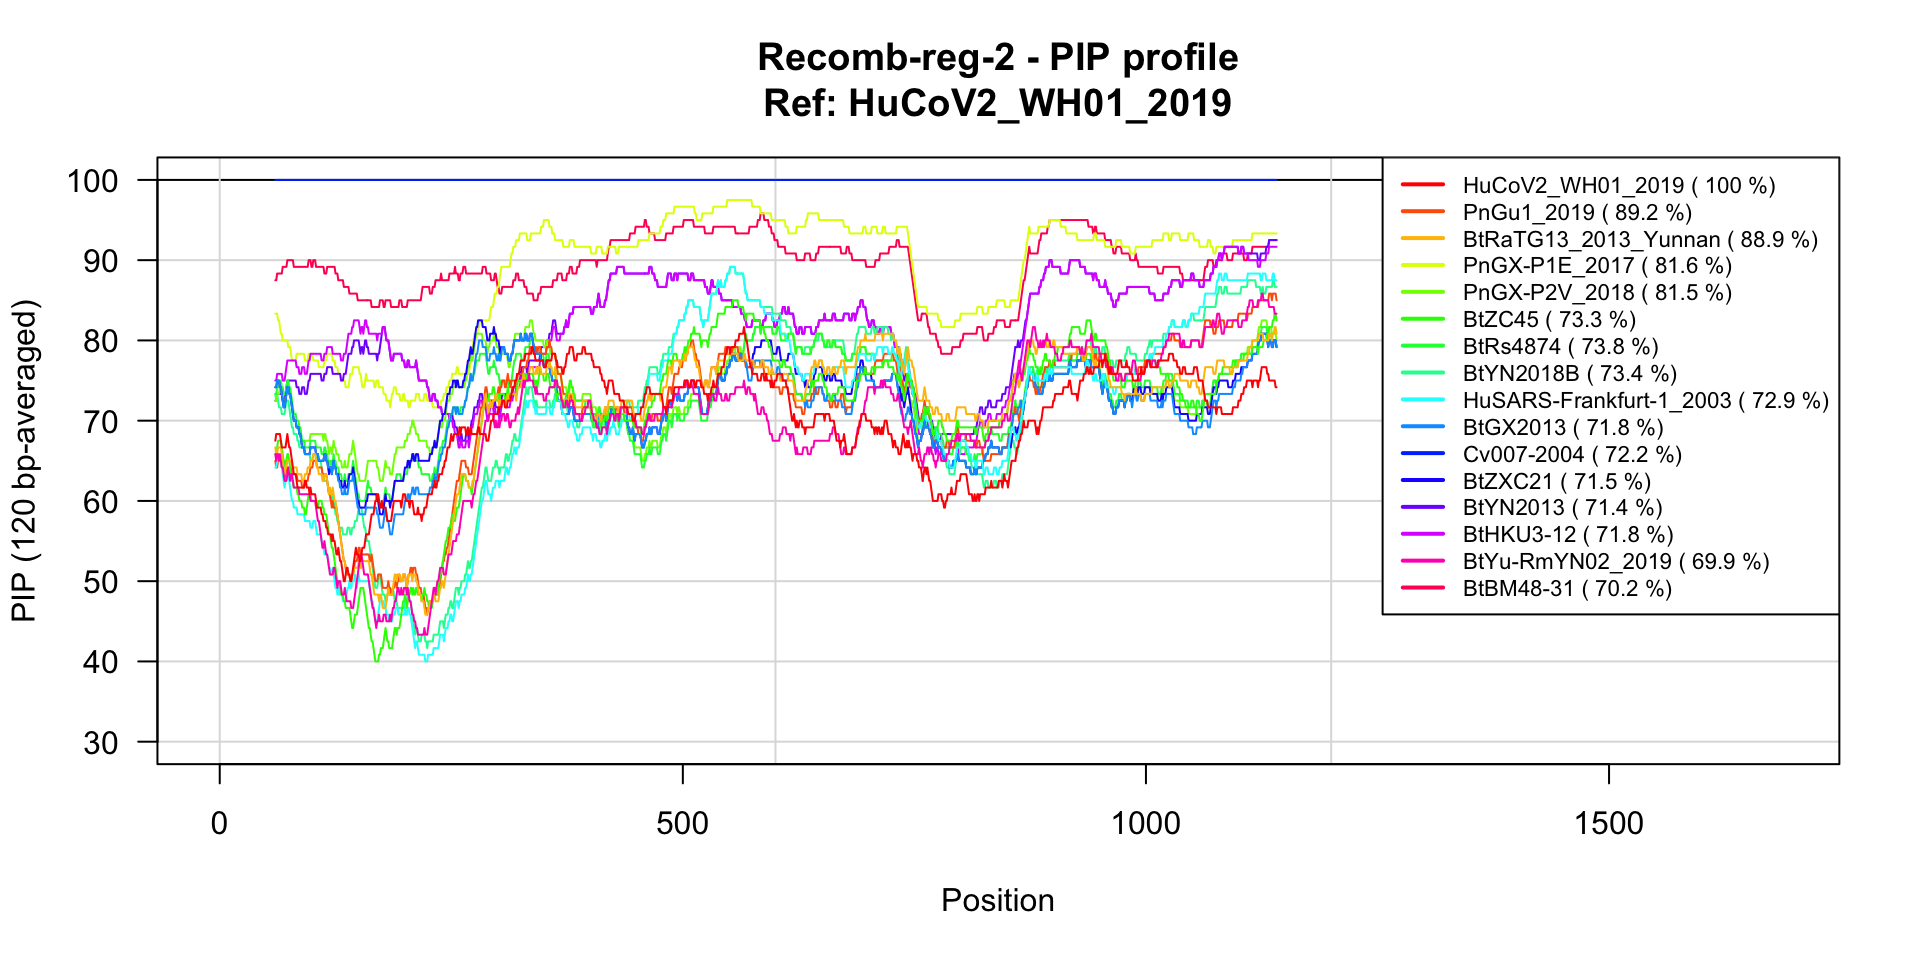 Recomb-reg-2 - PIP profile
Ref: HuCoV2_WH01_2019
PIP (120 bp-averaged)
100
90
80
70
60
50
40
30
HuCoV2_WH01_2019 ( 100 %)
PnGu1_2019 ( 89.2 %)
BtRaTG13_2013_Yunnan ( 88.9 %)
PnGX-P1E_2017 ( 81.6 %)
PnGX-P2V_2018 ( 81.5 %)
BtZC45 ( 73.3 %)
BtRs4874 ( 73.8 %)
BtYN2018B ( 73.4 %)
HuSARS-Frankfurt-1_2003 ( 72.9 %)
BtGX2013 ( 71.8 %)
Cv007-2004 ( 72.2 %)
BtZXC21 ( 71.5 %)
BtYN2013 ( 71.4 %)
BtHKU3-12 ( 71.8 %)
BtYu-RmYN02_2019 ( 69.9 %)
BtBM48-31 ( 70.2 %)
0 500 1000 1500
Position